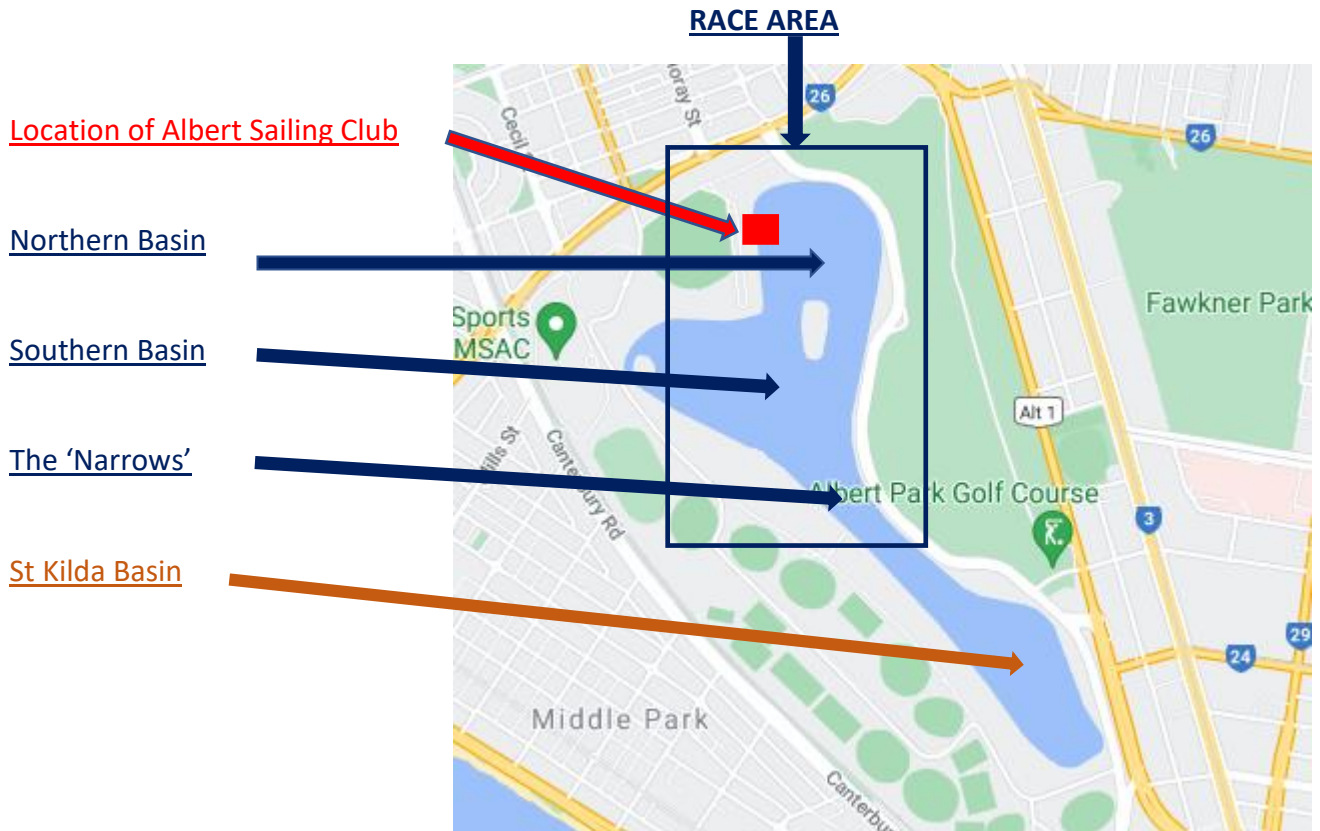 RACE AREA
Location of Albert Sailing Club
Northern Basin
Southern Basin
The ‘Narrows’
St Kilda Basin
26
26
Cecil
oray St
Sports
MSAC
Fawkner Park
Alt 1
Mills St
Canterbury Rd
Albert Park Golf Course
3
29
24
Middle Park
Canterbury